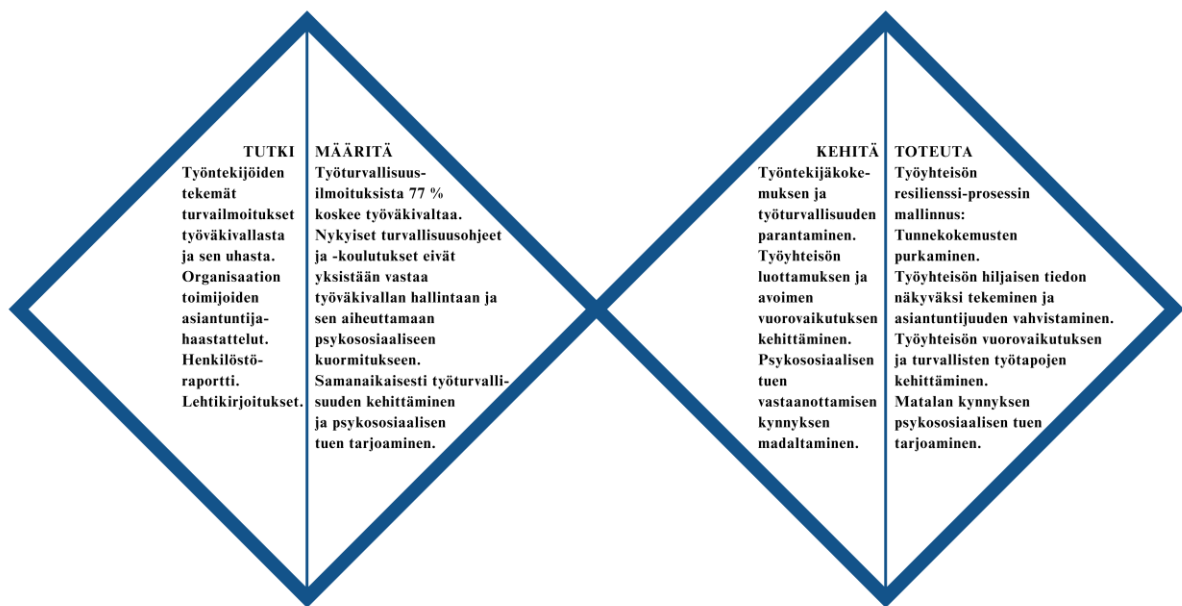 TUTKI
Työntekijöiden
tekemät
turvailmoitukset
työväkivallasta
ja sen uhasta.
Organisaation
toimijoiden
asiantuntija-
haastattelut.
Henkilöstö-
raportti.
Lehtikirjoitukset.
MÄÄRITÄ
Työturvallisuus-
ilmoituksista 77 %
koskee työväkivaltaa.
Nykyiset turvallisuusohjeet
ja -koulutukset eivät
yksistään vastaa
työväkivallan hallintaan ja
sen aiheuttamaan
psykososiaaliseen
kuormitukseen.
Samanaikaisesti työturvalli-
suuden kehittäminen
ja psykososiaalisen
tuen tarjoaminen.
KEHITÄ
Työntekijäkoke-
muksen ja
työturvallisuuden
parantaminen.
Työyhteisön
luottamuksen ja
avoimen
vuorovaikutuksen
kehittäminen.
Psykososiaalisen
tuen
vastaanottamisen
kynnyksen
madaltaminen.
TOTEUTA
Työyhteisön
resilienssi-prosessin
mallinnus:
Tunnekokemusten
purkaminen.
Työyhteisön hiljaisen tiedon
näkyväksi tekeminen ja
asiantuntijuuden vahvistaminen.
Työyhteisön vuorovaikutuksen
ja turvallisten työtapojen
kehittäminen.
Matalan kynnyksen
psykososiaalisen tuen
tarjoaminen.